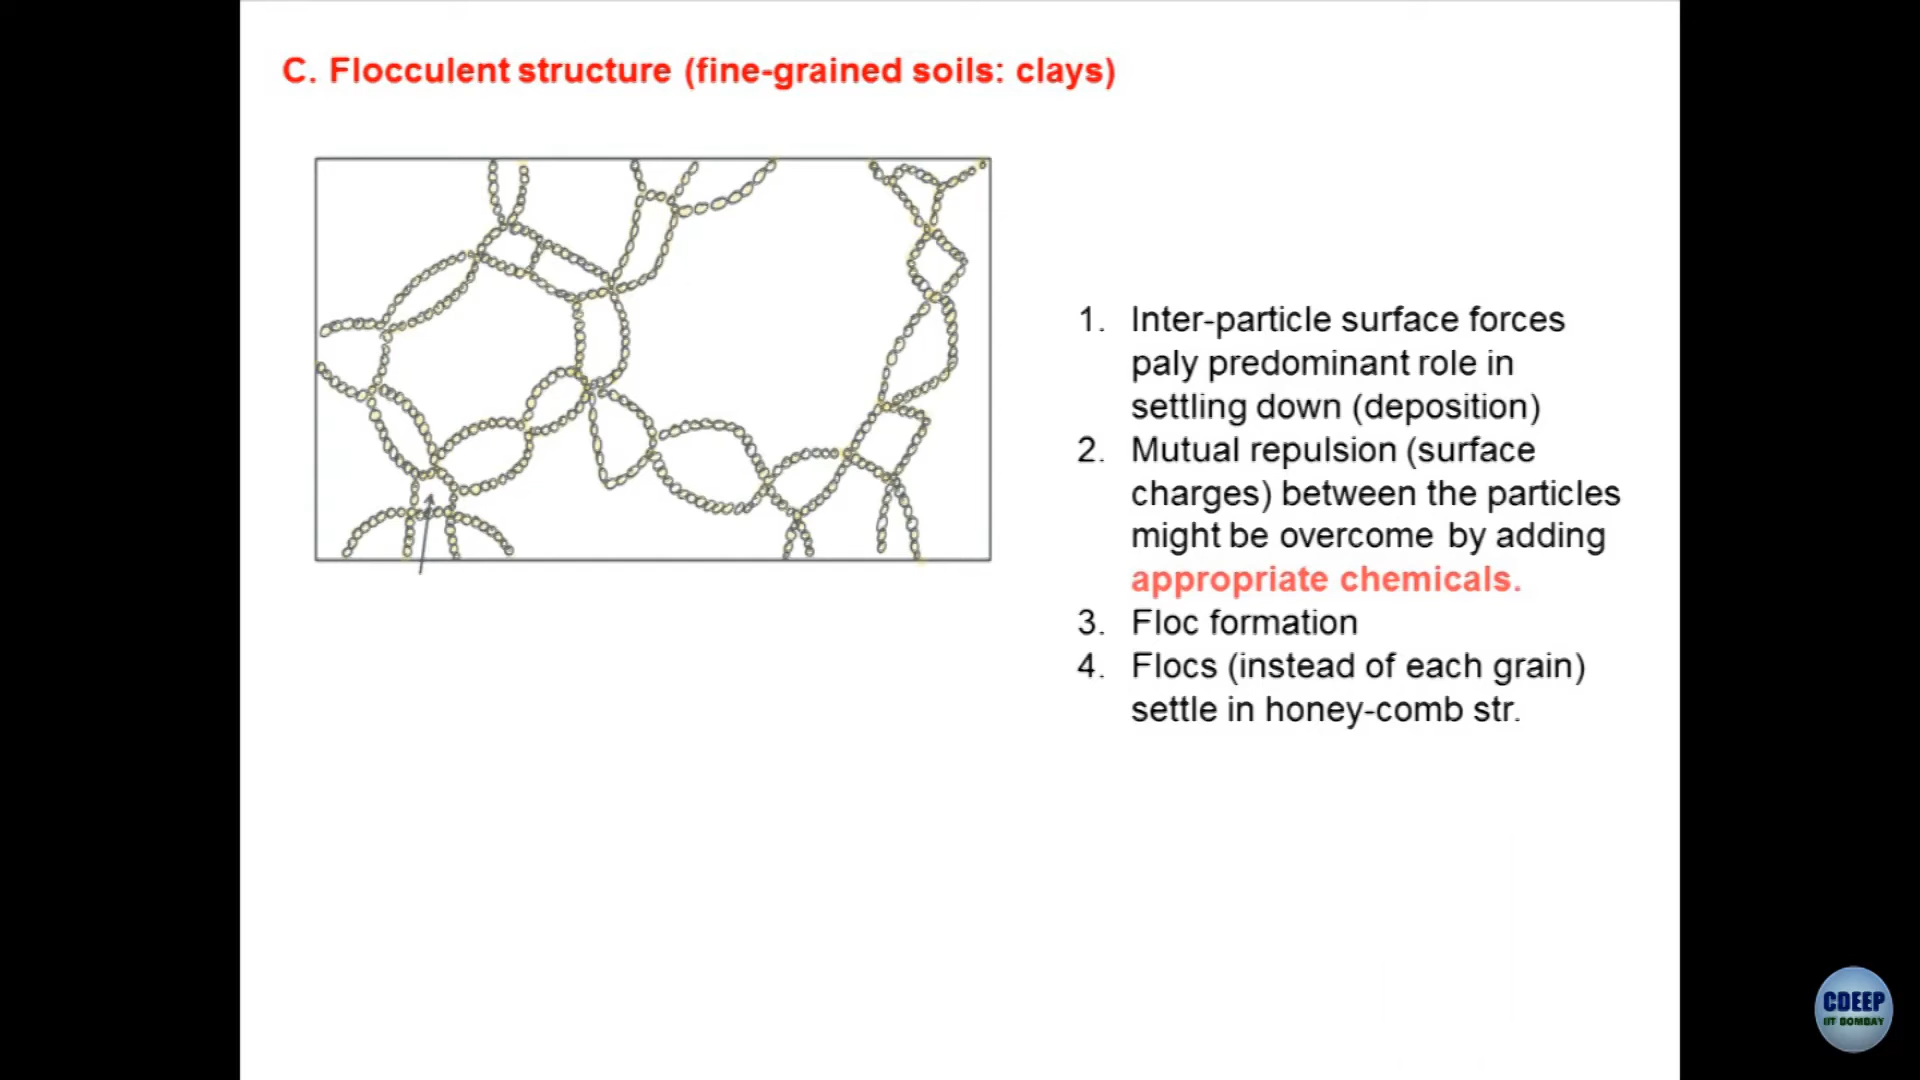 C. Flocculent structure (fine-grained soils: clays)
1. Inter-particle surface forces
paly predominant role in
settling down (deposition)
2. Mutual repulsion (surface
charges) between the particles
might be overcome by adding
appropriate chemicals.
3. Floc formation
4. Flocs (instead of each grain)
settle in honey-comb str.
CDEEP
IIT BOMBAY